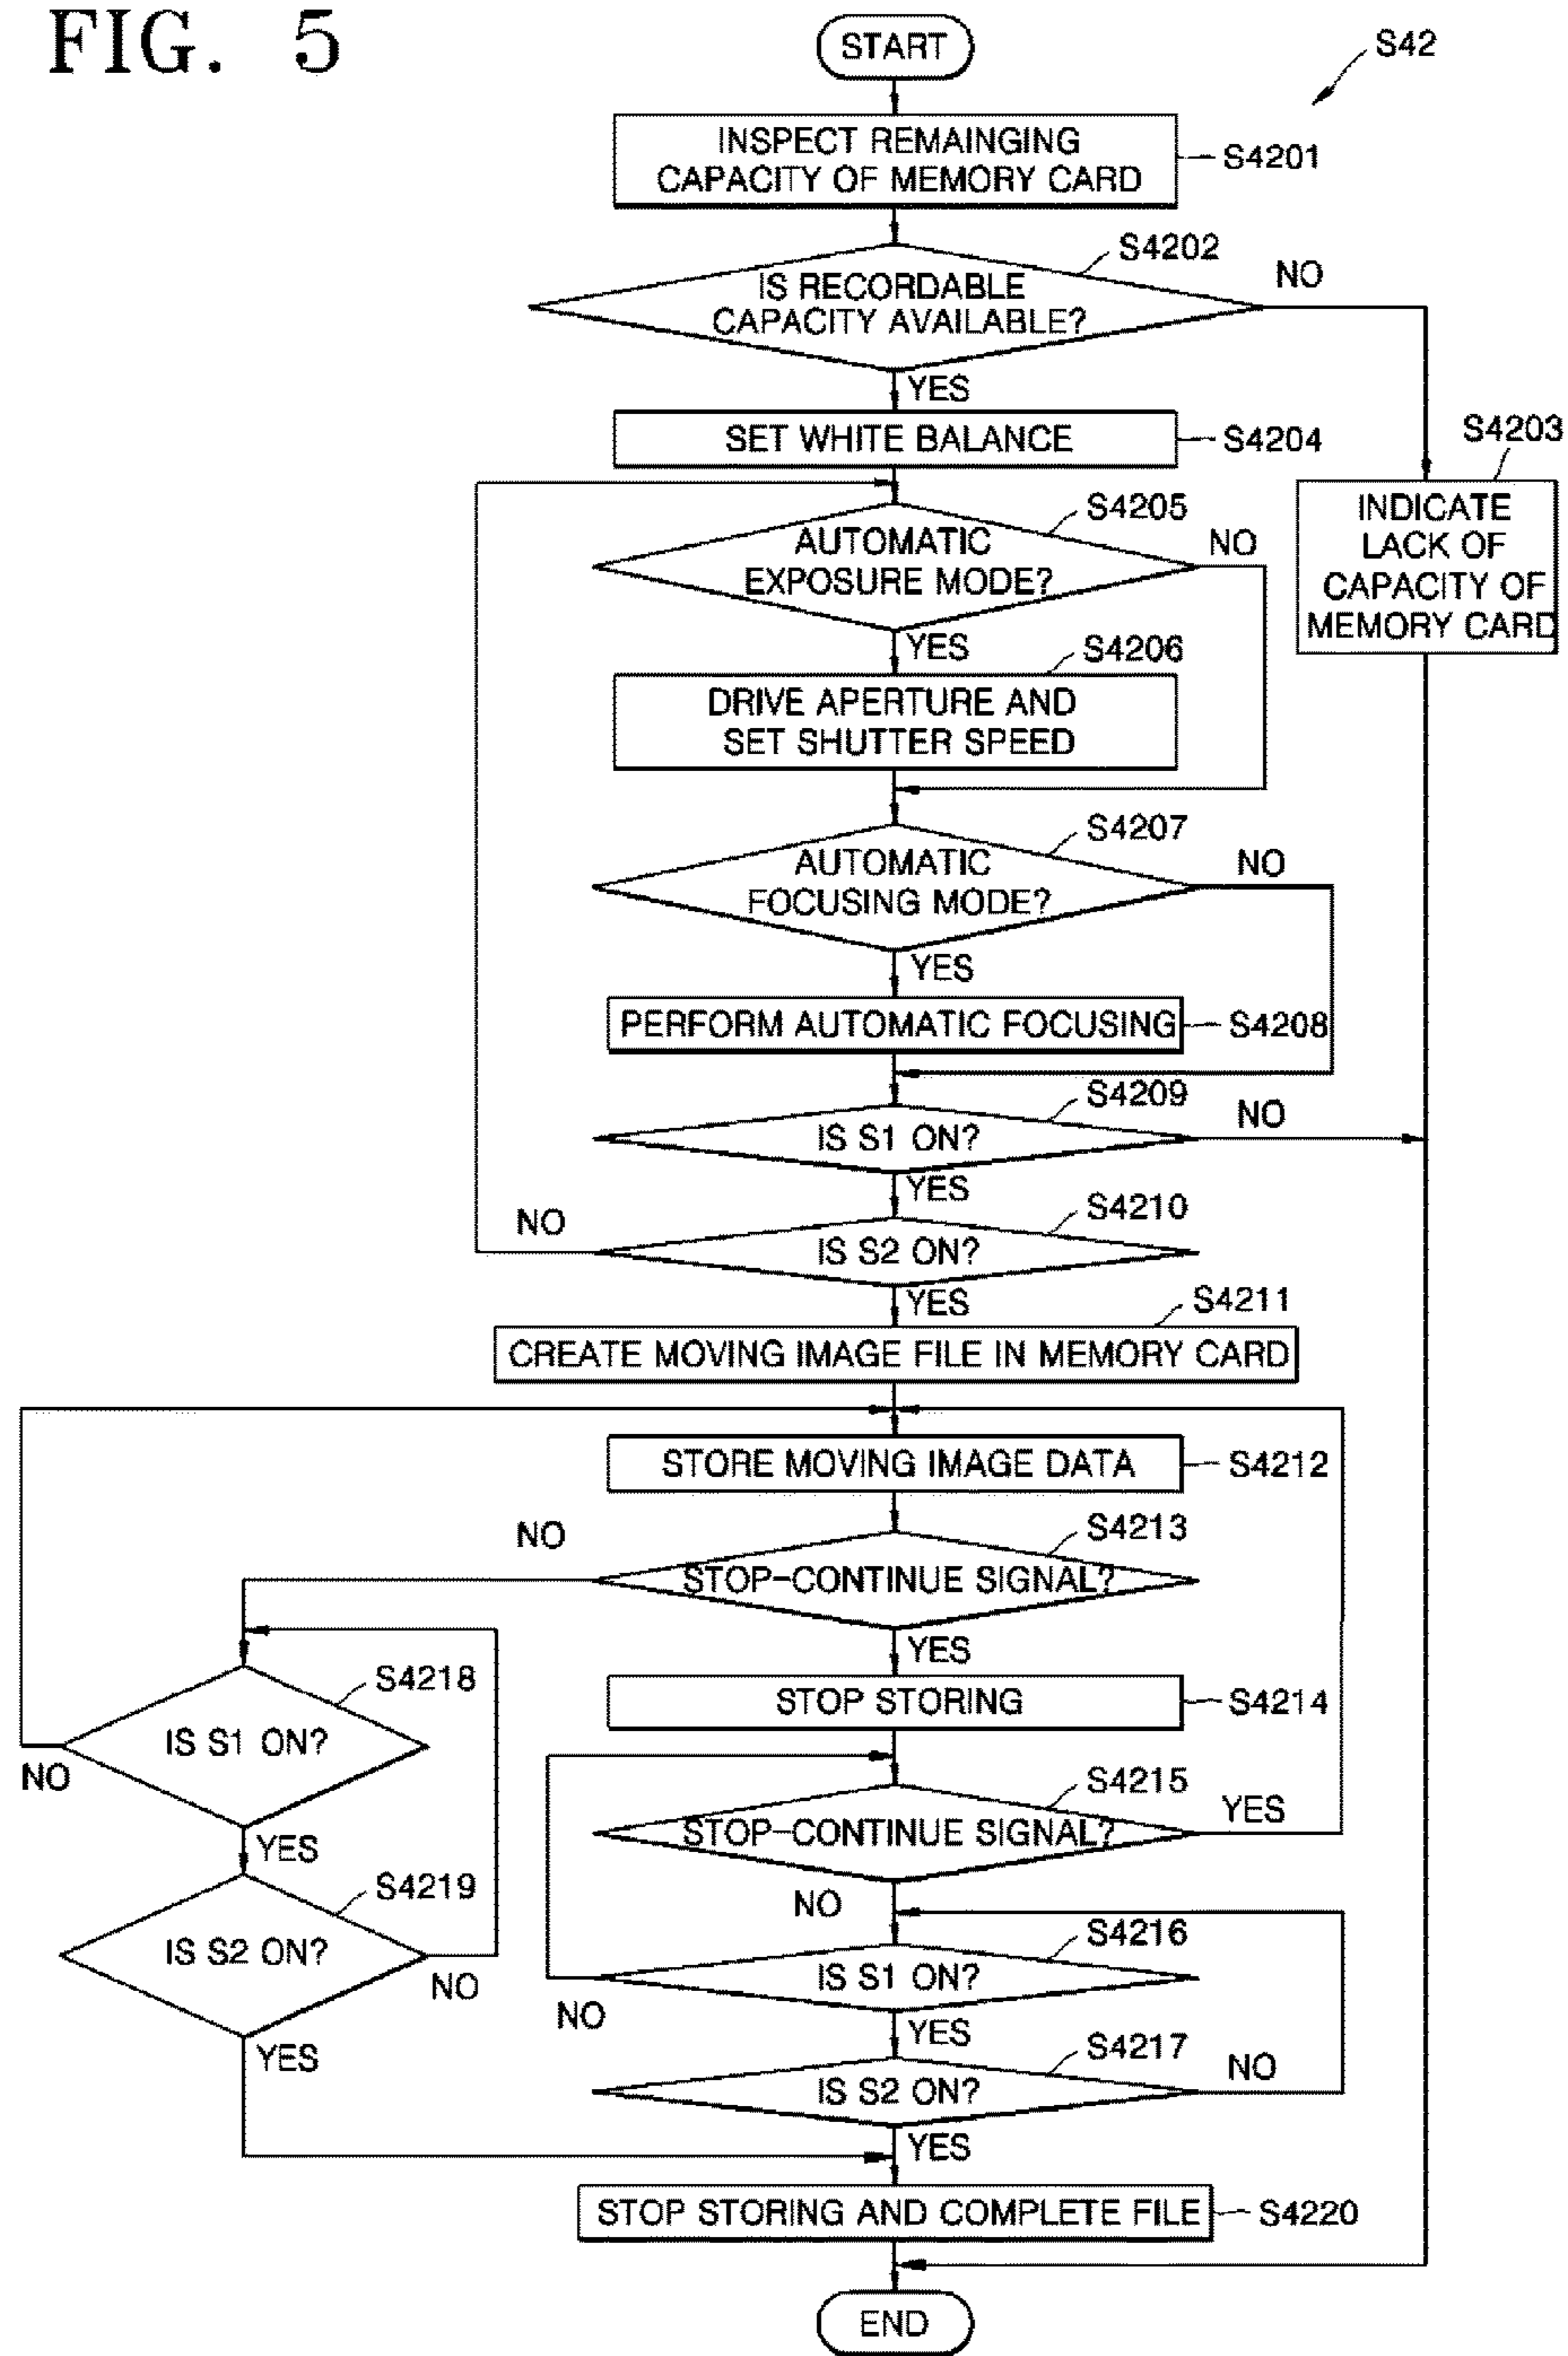 FIG. 5
START
S42
INSPECT REMAINGING
CAPACITY OF MEMORY CARD
S4201
S4202
IS RECORDABLE
CAPACITY AVAILABLE?
NO
YES
SET WHITE BALANCE
S4204
S4203
INDICATE
LACK OF
CAPACITY OF
MEMORY CARD
S4205
AUTOMATIC
EXPOSURE MODE?
NO
YES
S4206
DRIVE APERTURE AND
SET SHUTTER SPEED
S4207
AUTOMATIC
FOCUSING MODE?
NO
YES
PERFORM AUTOMATIC FOCUSING
S4208
S4209
IS S1 ON?
NO
YES
S4210
NO
IS S2 ON?
YES
S4211
CREATE MOVING IMAGE FILE IN MEMORY CARD
STORE MOVING IMAGE DATA
S4212
S4213
NO
STOP-CONTINUE SIGNAL?
YES
STOP STORING
S4214
S4218
IS S1 ON?
NO
YES
S4215
STOP-CONTINUE SIGNAL?
YES
NO
S4219
IS S2 ON?
NO
YES
S4216
IS S1 ON?
NO
YES
S4217
IS S2 ON?
NO
YES
STOP STORING AND COMPLETE FILE
S4220
END